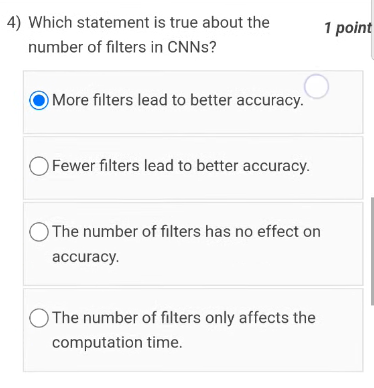 4) Which statement is true about the 1 point
number of filters in CNNs?
More filters lead to better accuracy.
Fewer filters lead to better accuracy.
The number of filters has no effect on
accuracy.
The number of filters only affects the
computation time.